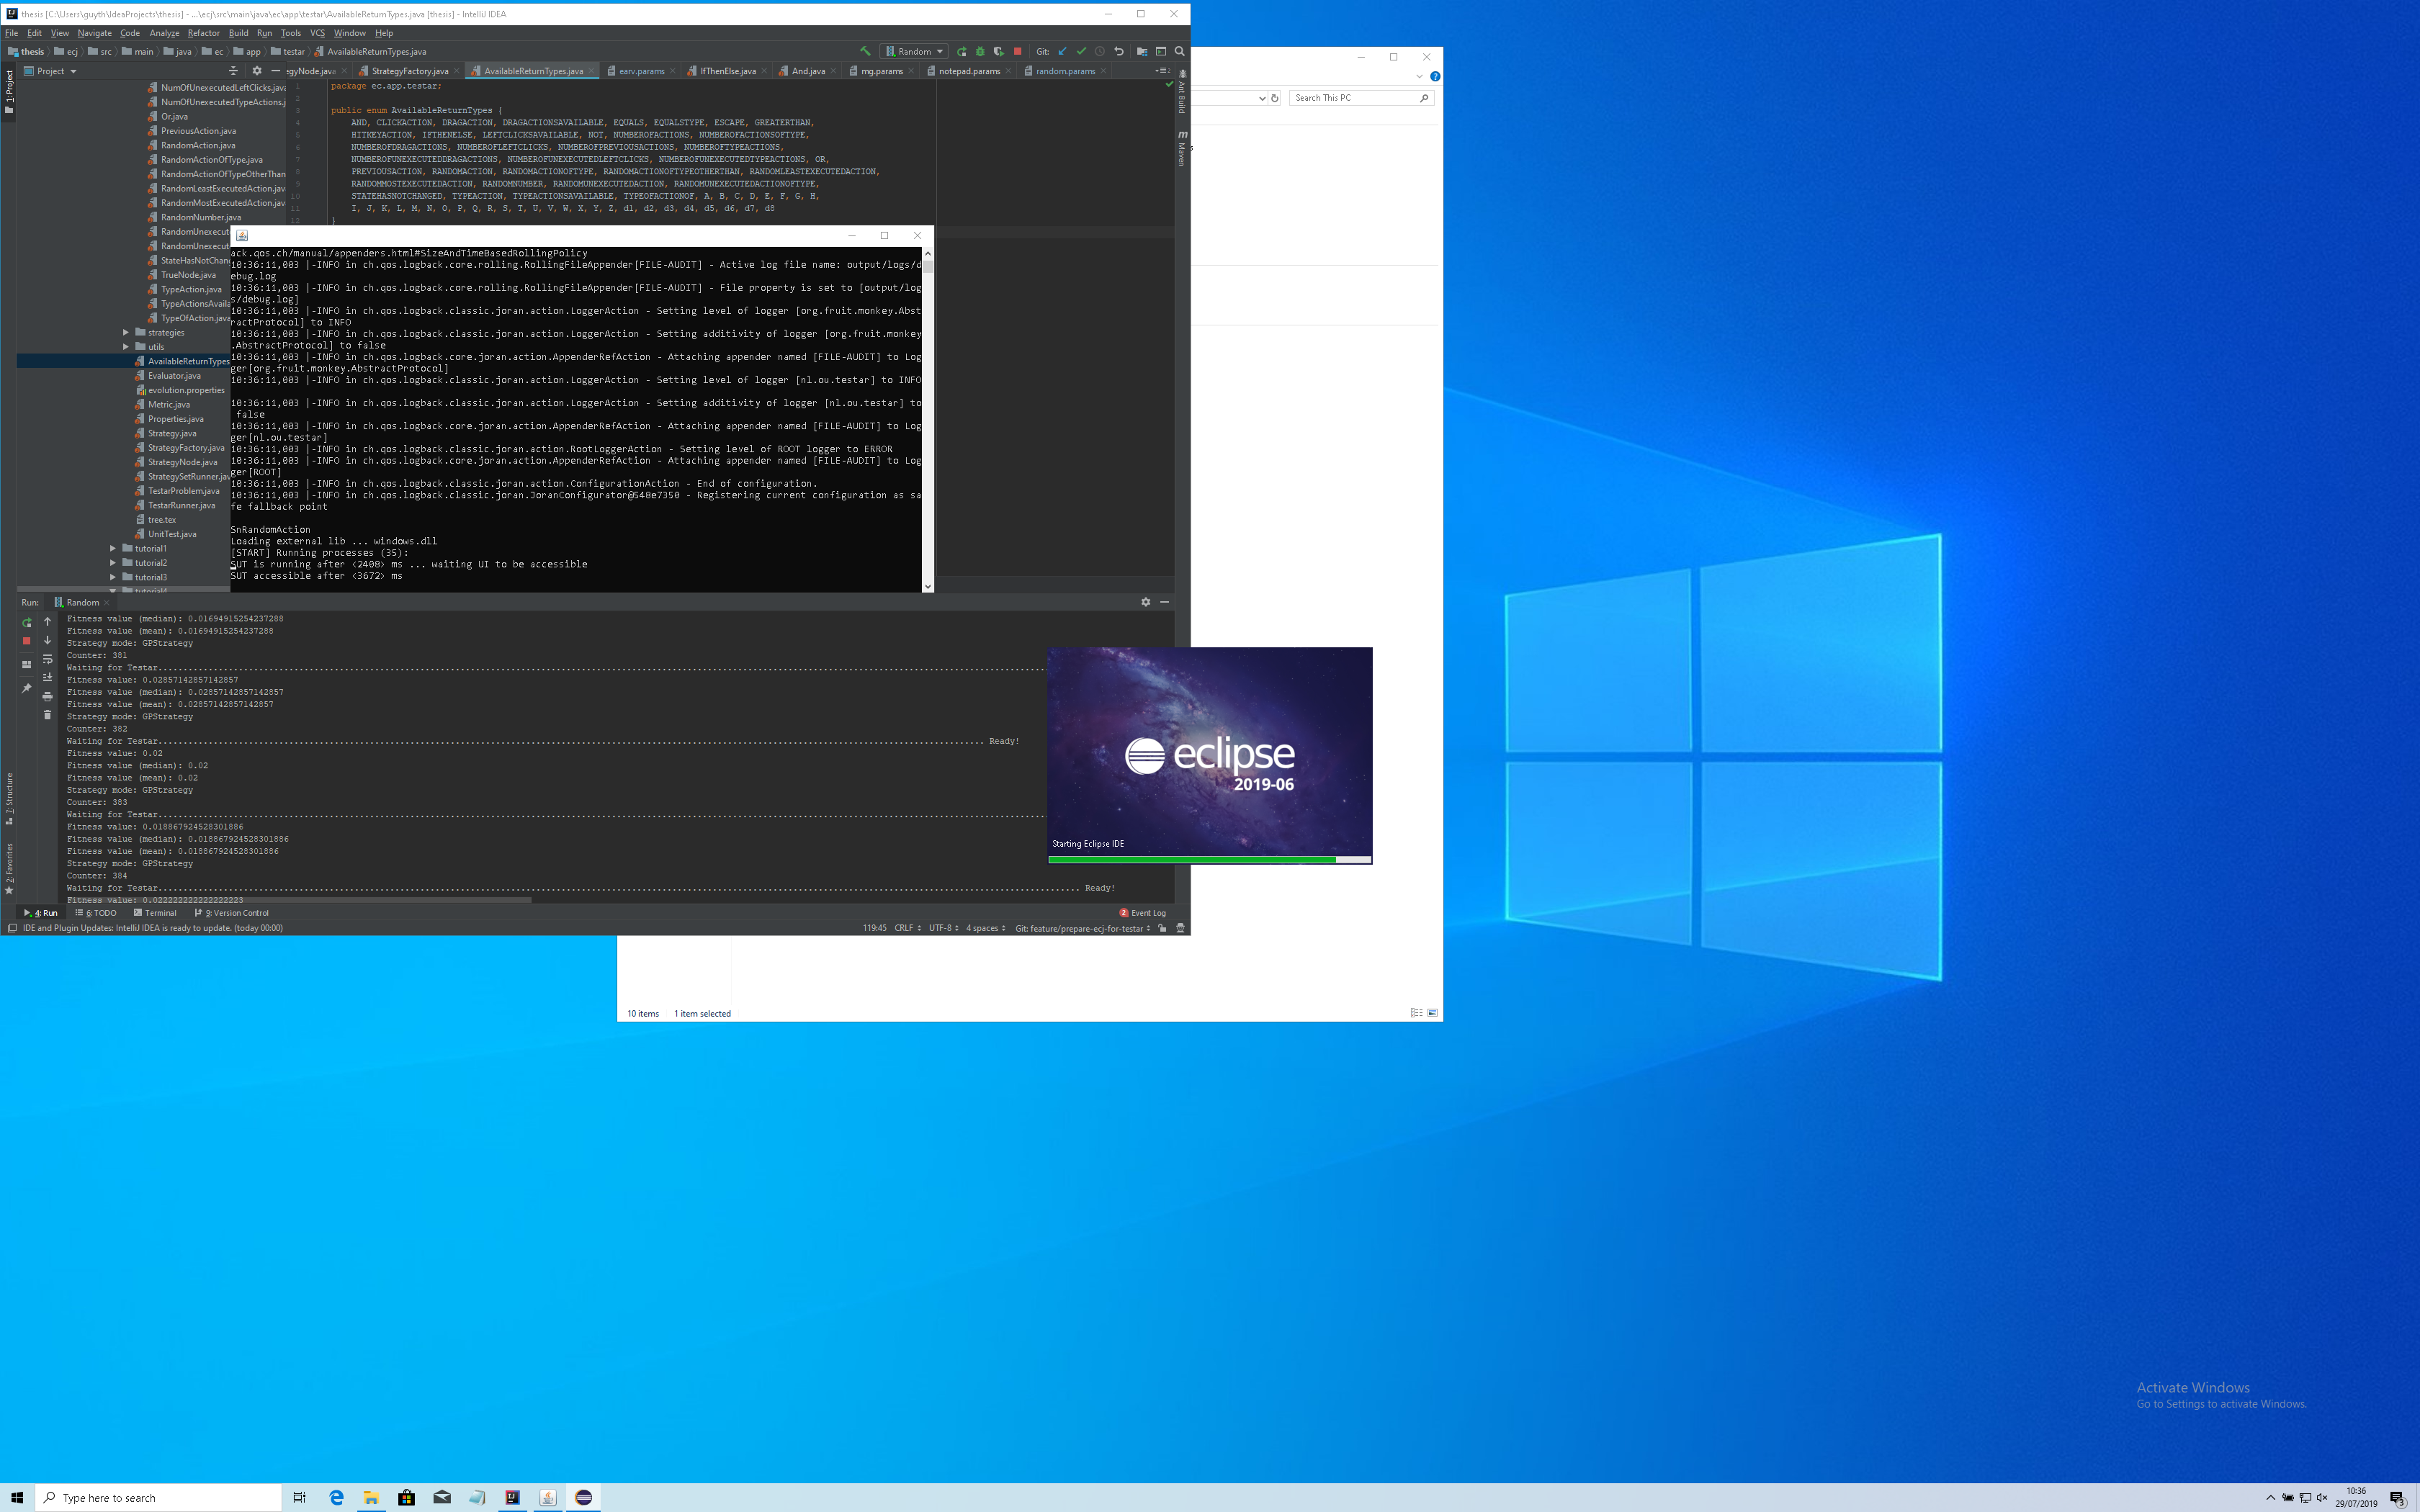 thesis [C:\Users\guyth\IdeaProjects\thesis] - ...\ecj\src\main\java\ec\app\testar\AvailableReturnTypes.java [thesis] - IntelliJ IDEA
File Edit View Navigate Code Analyze Refactor Build Run Tools VCS Window Help
thesis ecj src main java ec app testar AvailableReturnTypes.java
Random
Git:
Project
egyNode.java StrategyFactory.java AvailableReturnTypes.java earv.params IfThenElse.java And.java mg.params notepad.params random.params
1: Project
Ant Build
Maven
NumOfUnexecutedLeftClicks.java
NumOfUnexecutedTypeActions.j
Or.java
PreviousAction.java
RandomAction.java
RandomActionOfType.java
RandomActionOfTypeOtherThan
RandomLeastExecutedAction.jav
RandomMostExecutedAction.jav
RandomNumber.java
RandomUnexecut
RandomUnexecut
StateHasNotChan
TrueNode.java
TypeAction.java
TypeActionsAvaila
TypeOfAction.java
strategies
utils
AvailableReturnTypes
Evaluator.java
evolution.properties
Metric.java
Properties.java
Strategy.java
StrategyFactory.java
StrategyNode.java
StrategySetRunner.jav
TestarProblem.java
TestarRunner.java
tree.tex
UnitTest.java
tutorial1
tutorial2
tutorial3
tutorial4
1 package ec.app.testar;
2
3 public enum AvailableReturnTypes {
4 AND, CLICKACTION, DRAGACTION, DRAGACTIONSAVAILABLE, EQUALS, EQUALSTYPE, ESCAPE, GREATERTHAN,
5 HITKEYACTION, IFTHENELSE, LEFTCLICKSAVAILABLE, NOT, NUMBEROFACTIONS, NUMBEROFACTIONSOFTYPE,
6 NUMBEROFDRAGACTIONS, NUMBEROFLEFTCLICKS, NUMBEROFPREVIOUSACTIONS, NUMBEROFTYPEACTIONS,
7 NUMBEROFUNEXECUTEDDRAGACTIONS, NUMBEROFUNEXECUTEDLEFTCLICKS, NUMBEROFUNEXECUTEDTYPEACTIONS, OR,
8 PREVIOUSACTION, RANDOMACTION, RANDOMACTIONOFTYPE, RANDOMACTIONOFTYPEOTHERTHAN, RANDOMLEASTEXECUTEDACTION,
9 RANDOMMOSTEXECUTEDACTION, RANDOMNUMBER, RANDOMUNEXECUTEDACTION, RANDOMUNEXECUTEDACTIONOFTYPE,
10 STATEHASNOTCHANGED, TYPEACTION, TYPEACTIONSAVAILABLE, TYPEOFACTIONOF, A, B, C, D, E, F, G, H,
11 I, J, K, L, M, N, O, P, Q, R, S, T, U, V, W, X, Y, Z, d1, d2, d3, d4, d5, d6, d7, d8
12 }
ack.qos.ch/manual/appenders.html#SizeAndTimeBasedRollingPolicy
10:36:11,003 |-INFO in ch.qos.logback.core.rolling.RollingFileAppender[FILE-AUDIT] - Active log file name: output/logs/d
ebug.log
10:36:11,003 |-INFO in ch.qos.logback.core.rolling.RollingFileAppender[FILE-AUDIT] - File property is set to [output/log
s/debug.log]
10:36:11,003 |-INFO in ch.qos.logback.classic.joran.action.LoggerAction - Setting level of logger [org.fruit.monkey.Abst
ractProtocol] to INFO
10:36:11,003 |-INFO in ch.qos.logback.classic.joran.action.LoggerAction - Setting additivity of logger [org.fruit.monkey
.AbstractProtocol] to false
10:36:11,003 |-INFO in ch.qos.logback.core.joran.action.AppenderRefAction - Attaching appender named [FILE-AUDIT] to Log
ger[org.fruit.monkey.AbstractProtocol]
10:36:11,003 |-INFO in ch.qos.logback.classic.joran.action.LoggerAction - Setting level of logger [nl.ou.testar] to INFO
10:36:11,003 |-INFO in ch.qos.logback.classic.joran.action.LoggerAction - Setting additivity of logger [nl.ou.testar] to
false
10:36:11,003 |-INFO in ch.qos.logback.core.joran.action.AppenderRefAction - Attaching appender named [FILE-AUDIT] to Log
ger[nl.ou.testar]
10:36:11,003 |-INFO in ch.qos.logback.classic.joran.action.RootLoggerAction - Setting level of ROOT logger to ERROR
10:36:11,003 |-INFO in ch.qos.logback.core.joran.action.AppenderRefAction - Attaching appender named [FILE-AUDIT] to Log
ger[ROOT]
10:36:11,003 |-INFO in ch.qos.logback.classic.joran.action.ConfigurationAction - End of configuration.
10:36:11,003 |-INFO in ch.qos.logback.classic.joran.JoranConfigurator@548e7350 - Registering current configuration as sa
fe fallback point
SnRandomAction
Loading external lib ... windows.dll
[START] Running processes (35):
SUT is running after <2408> ms ... waiting UI to be accessible
SUT accessible after <3672> ms
Run: Random
Fitness value (median): 0.01694915254237288
Fitness value (mean): 0.01694915254237288
Strategy mode: GPStrategy
Counter: 381
Waiting for Testar
Fitness value: 0.02857142857142857
Fitness value (median): 0.02857142857142857
Fitness value (mean): 0.02857142857142857
Strategy mode: GPStrategy
Counter: 382
Waiting for Testar Ready!
Fitness value: 0.02
Fitness value (median): 0.02
Fitness value (mean): 0.02
Strategy mode: GPStrategy
Counter: 383
Waiting for Testar
Fitness value: 0.018867924528301886
Fitness value (median): 0.018867924528301886
Fitness value (mean): 0.018867924528301886
Strategy mode: GPStrategy
Counter: 384
Waiting for Testar Ready!
Fitness value: 0.022222222222222223
7: Structure
2: Favorites
4: Run 6: TODO Terminal 9: Version Control
2 Event Log
IDE and Plugin Updates: IntelliJ IDEA is ready to update. (today 00:00)
119:45 CRLF UTF-8 4 spaces Git: feature/prepare-ecj-for-testar
Search This PC
eclipse
2019-06
Starting Eclipse IDE
10 items 1 item selected
Activate Windows
Go to Settings to activate Windows.
Type here to search
10:36
29/07/2019
3